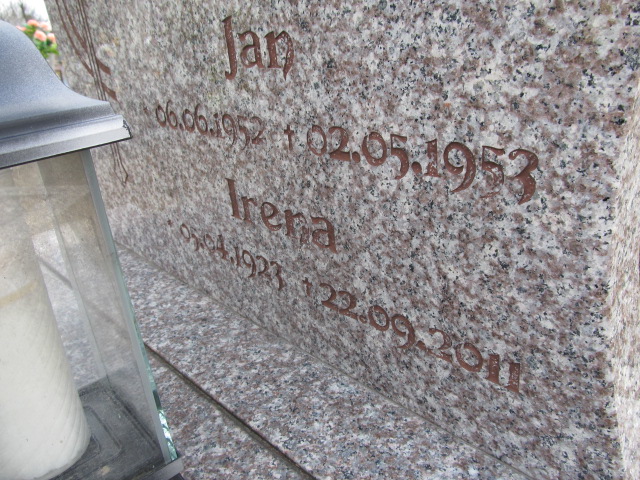 Jan
* 06.06.1952 † 02.05.1953
Irena
* 05.04.1923 † 22.09.2011